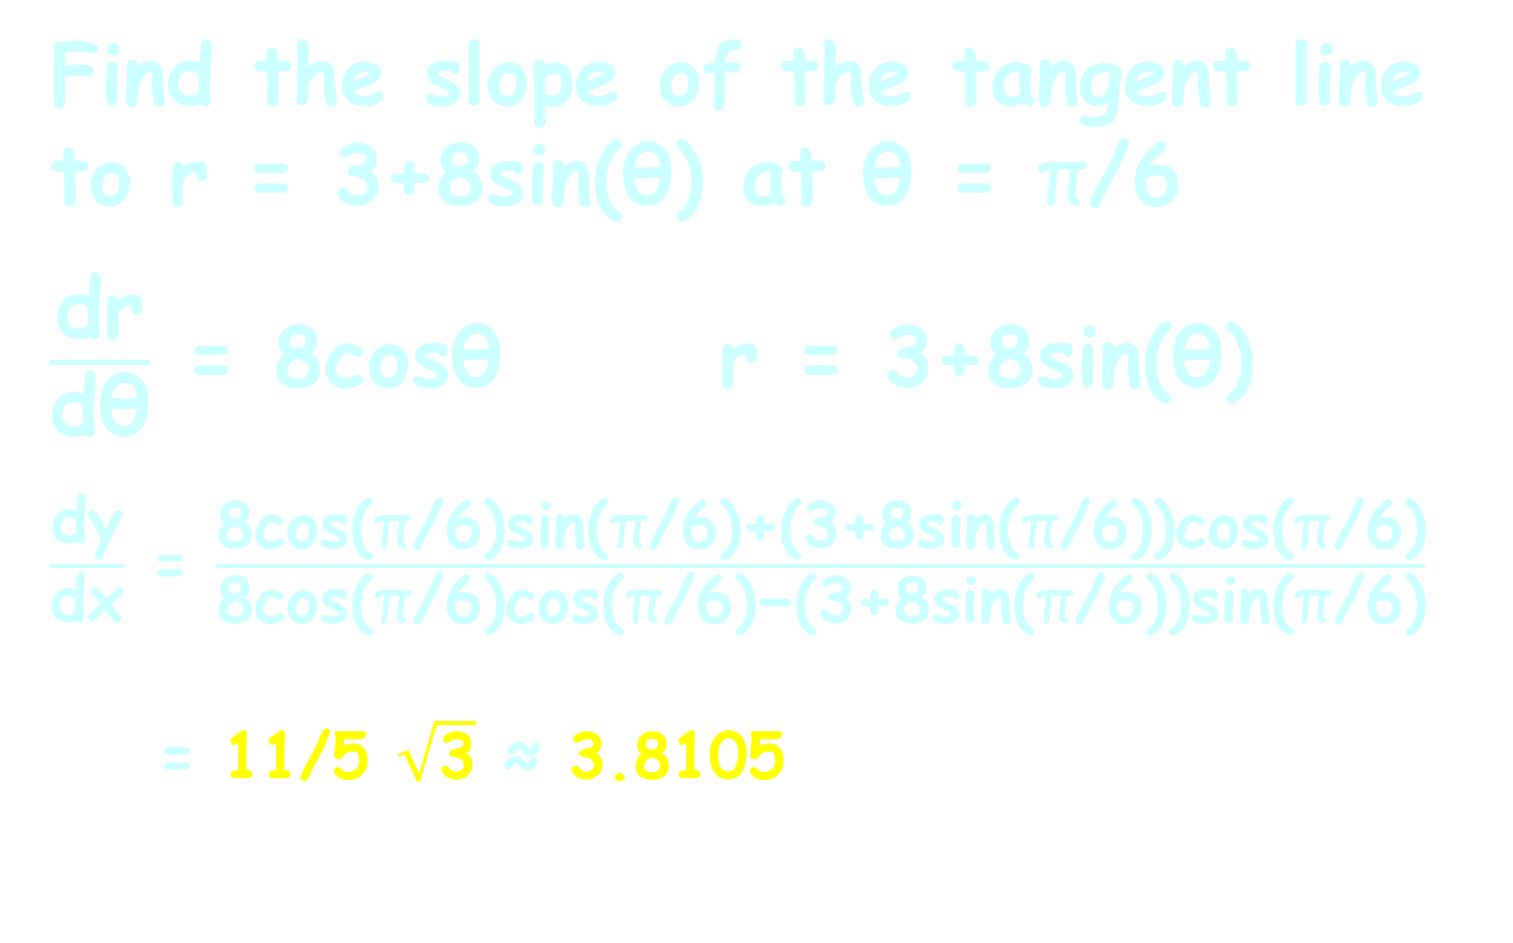 Find the slope of the tangent line
to r = 3+8sin(θ) at θ = π/6
dr/dθ = 8cosθ r = 3+8sin(θ)
dy/dx = (8cos(π/6)sin(π/6)+(3+8sin(π/6))cos(π/6))/(8cos(π/6)cos(π/6)−(3+8sin(π/6))sin(π/6))
= 11/5 √3 ≈ 3.8105